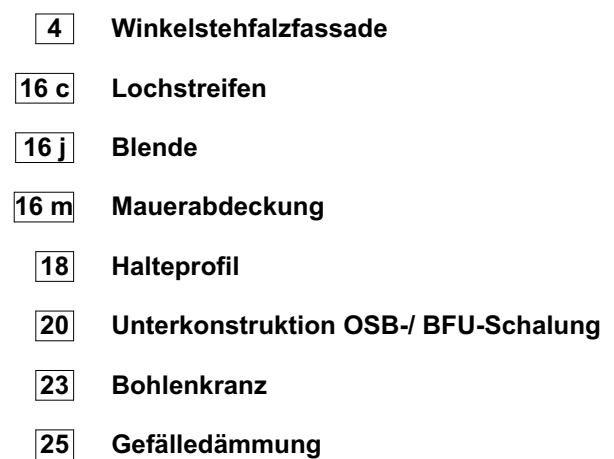 4 Winkelstehfalzfassade
16 c Lochstreifen
16 j Blende
16 m Mauerabdeckung
18 Halteprofil
20 Unterkonstruktion OSB-/ BFU-Schalung
23 Bohlenkranz
25 Gefälledämmung